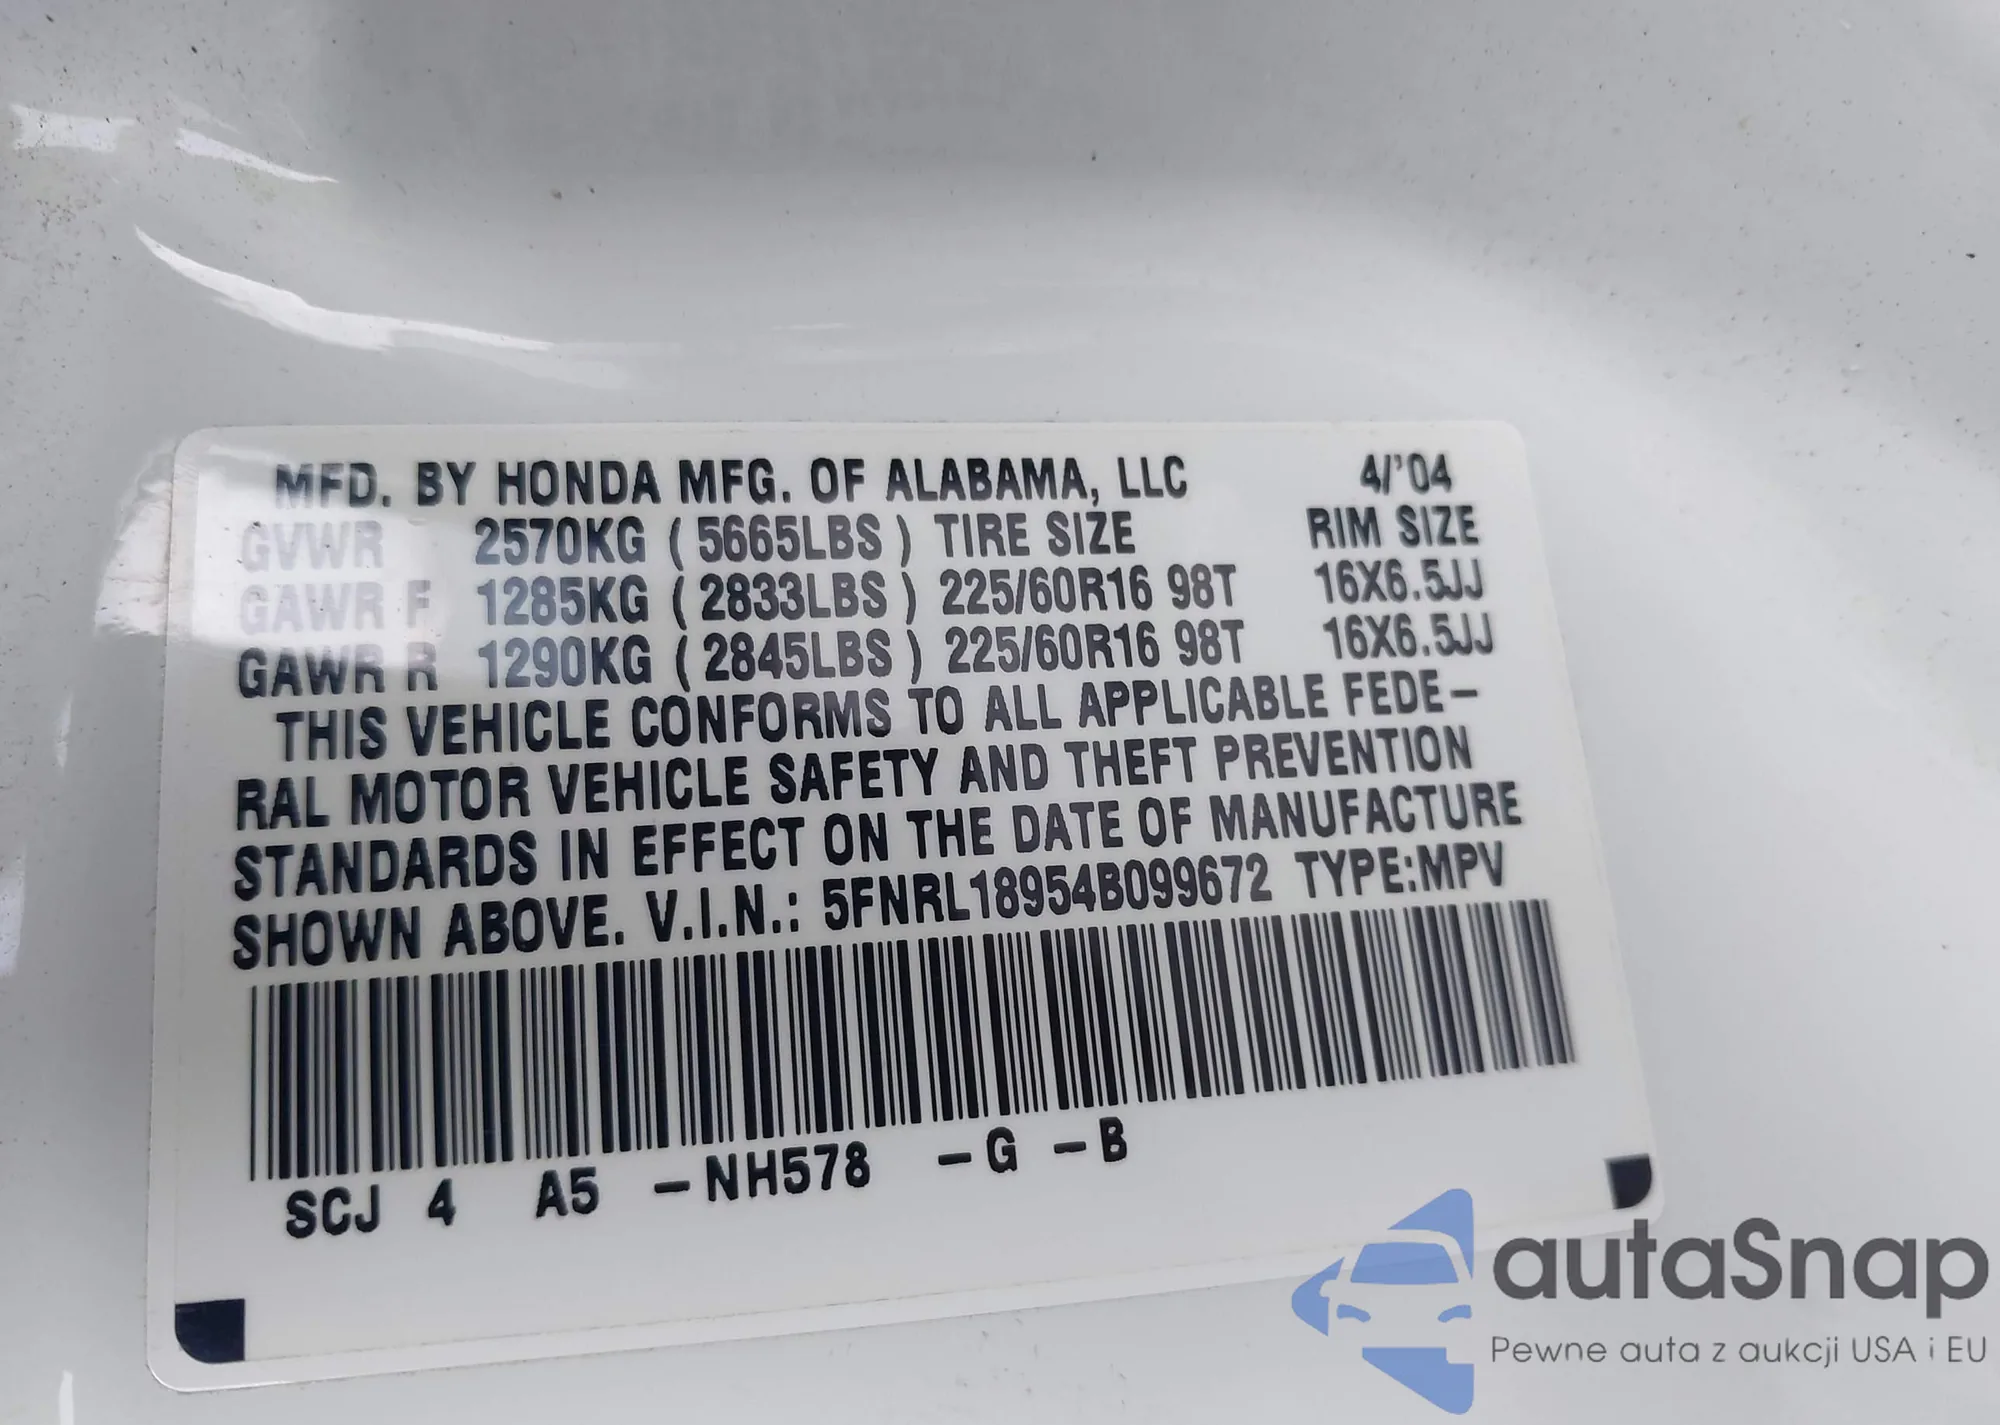 MFD. BY HONDA MFG. OF ALABAMA, LLC 4/'04
GVWR 2570KG ( 5665LBS ) TIRE SIZE RIM SIZE
GAWR F 1285KG ( 2833LBS ) 225/60R16 98T 16X6.5JJ
GAWR R 1290KG ( 2845LBS ) 225/60R16 98T 16X6.5JJ
THIS VEHICLE CONFORMS TO ALL APPLICABLE FEDE-
RAL MOTOR VEHICLE SAFETY AND THEFT PREVENTION
STANDARDS IN EFFECT ON THE DATE OF MANUFACTURE
SHOWN ABOVE. V.I.N.: 5FNRL18954B099672 TYPE:MPV
SCJ 4 A5 -NH578 -G -B
autaSnap
Pewne auta z aukcji USA i EU